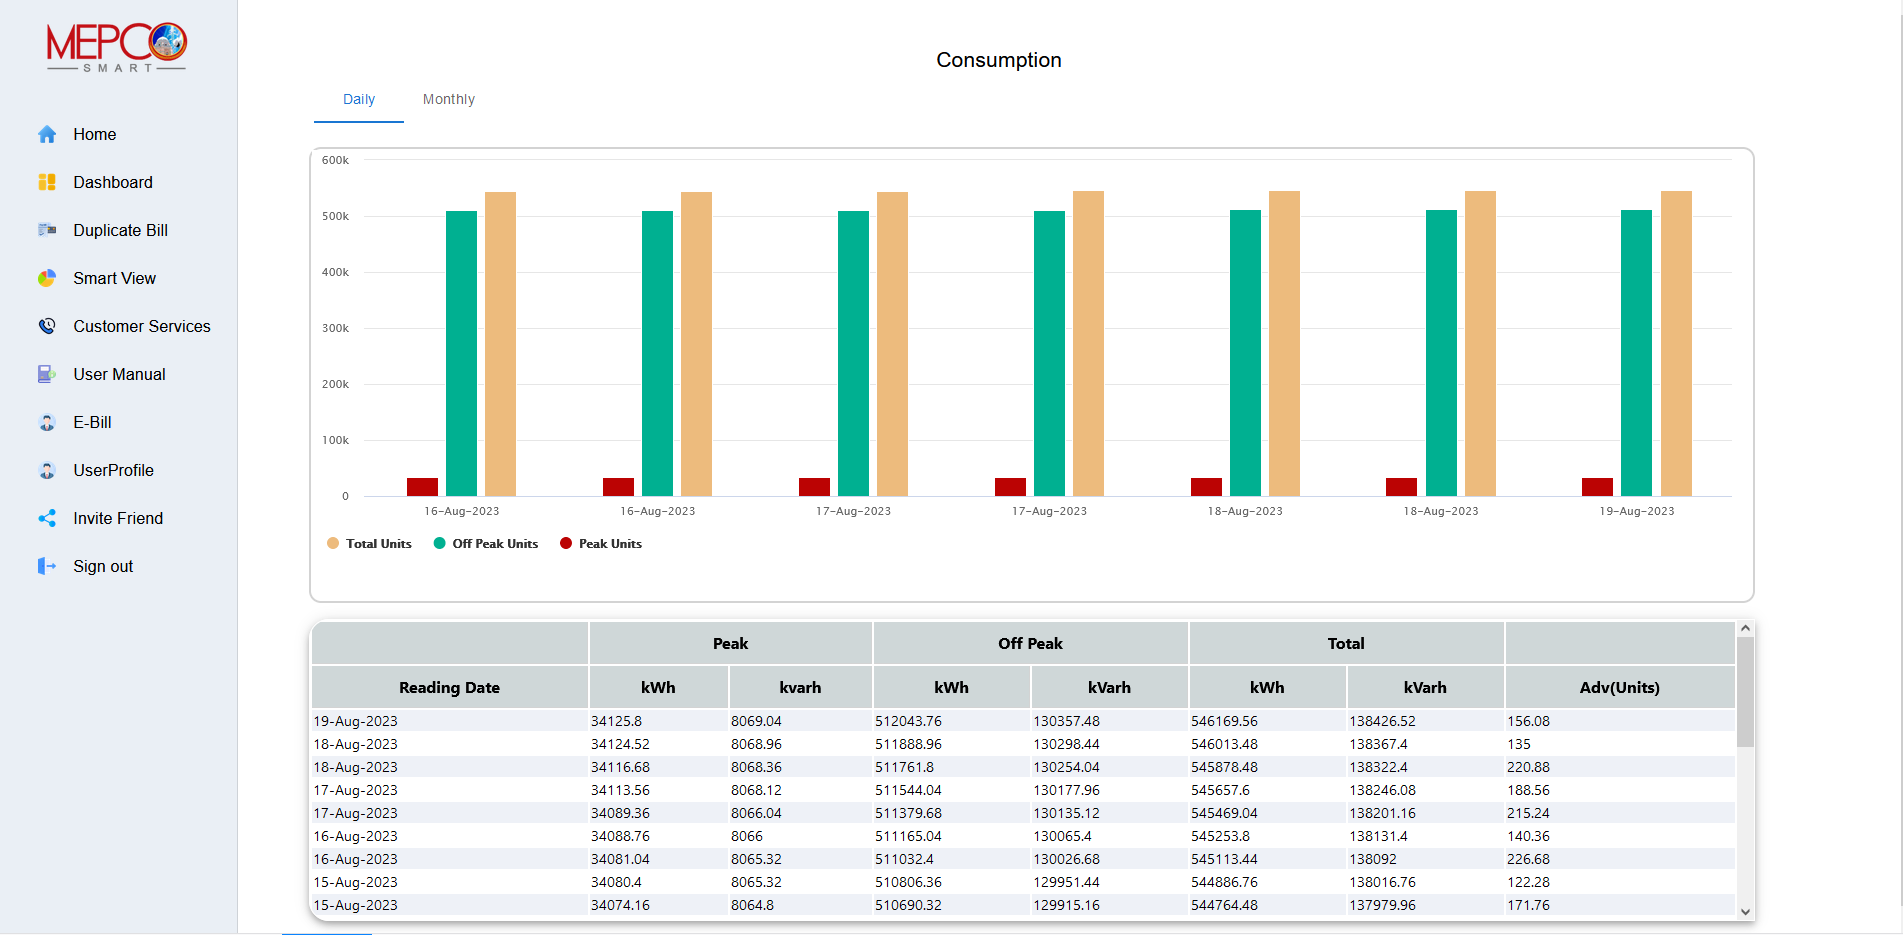 MEPCO
SMART
Home
Dashboard
Duplicate Bill
Smart View
Customer Services
User Manual
E-Bill
UserProfile
Invite Friend
Sign out
Consumption
Daily Monthly
600k
500k
400k
300k
200k
100k
0
16-Aug-2023 16-Aug-2023 17-Aug-2023 17-Aug-2023 18-Aug-2023 18-Aug-2023 19-Aug-2023
Total Units Off Peak Units Peak Units
Peak Off Peak Total
Reading Date kWh kvarh kWh kVarh kWh kVarh Adv(Units)
19-Aug-2023 34125.8 8069.04 512043.76 130357.48 546169.56 138426.52 156.08
18-Aug-2023 34124.52 8068.96 511888.96 130298.44 546013.48 138367.4 135
18-Aug-2023 34116.68 8068.36 511761.8 130254.04 545878.48 138322.4 220.88
17-Aug-2023 34113.56 8068.12 511544.04 130177.96 545657.6 138246.08 188.56
17-Aug-2023 34089.36 8066.04 511379.68 130135.12 545469.04 138201.16 215.24
16-Aug-2023 34088.76 8066 511165.04 130065.4 545253.8 138131.4 140.36
16-Aug-2023 34081.04 8065.32 511032.4 130026.68 545113.44 138092 226.68
15-Aug-2023 34080.4 8065.32 510806.36 129951.44 544886.76 138016.76 122.28
15-Aug-2023 34074.16 8064.8 510690.32 129915.16 544764.48 137979.96 171.76